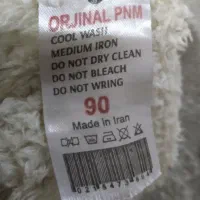 ORJINAL PNM
COOL WASH
MEDIUM IRON
DO NOT DRY CLEAN
DO NOT BLEACH
DO NOT WRING
90
Made in Iran